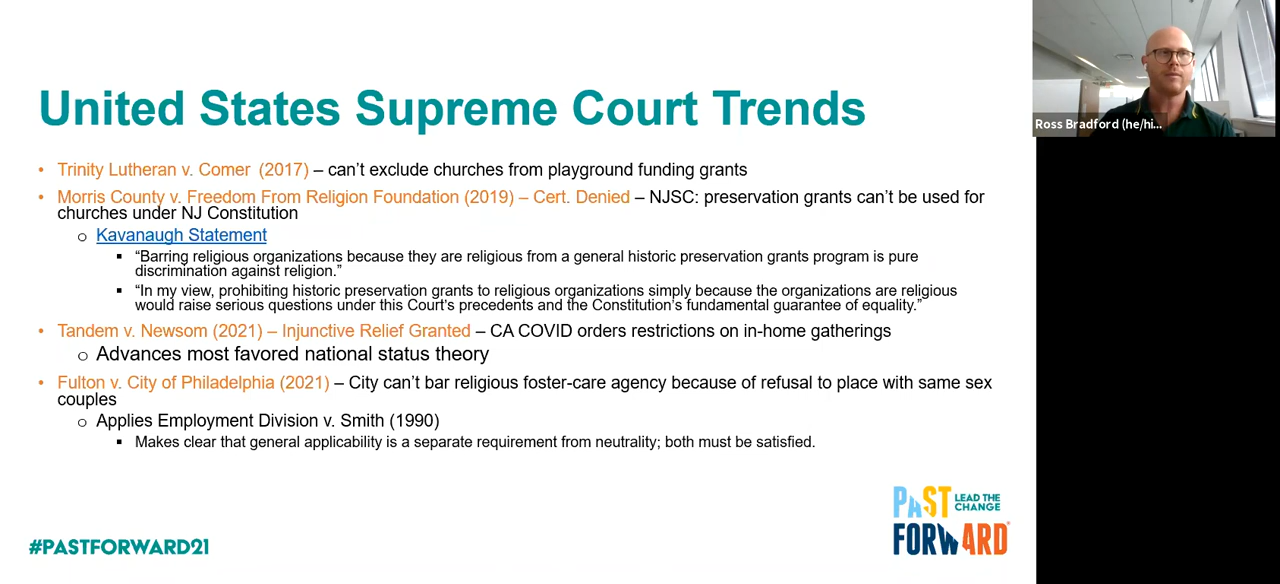 United States Supreme Court Trends
• Trinity Lutheran v. Comer (2017) – can’t exclude churches from playground funding grants
• Morris County v. Freedom From Religion Foundation (2019) – Cert. Denied – NJSC: preservation grants can’t be used for
churches under NJ Constitution
o Kavanaugh Statement
▪ “Barring religious organizations because they are religious from a general historic preservation grants program is pure
discrimination against religion.”
▪ “In my view, prohibiting historic preservation grants to religious organizations simply because the organizations are religious
would raise serious questions under this Court’s precedents and the Constitution’s fundamental guarantee of equality.”
• Tandem v. Newsom (2021) – Injunctive Relief Granted – CA COVID orders restrictions on in-home gatherings
o Advances most favored national status theory
• Fulton v. City of Philadelphia (2021) – City can’t bar religious foster-care agency because of refusal to place with same sex
couples
o Applies Employment Division v. Smith (1990)
▪ Makes clear that general applicability is a separate requirement from neutrality; both must be satisfied.
#PASTFORWARD21
PAST LEAD THE
CHANGE
FORWARD®
Ross Bradford (he/hi...